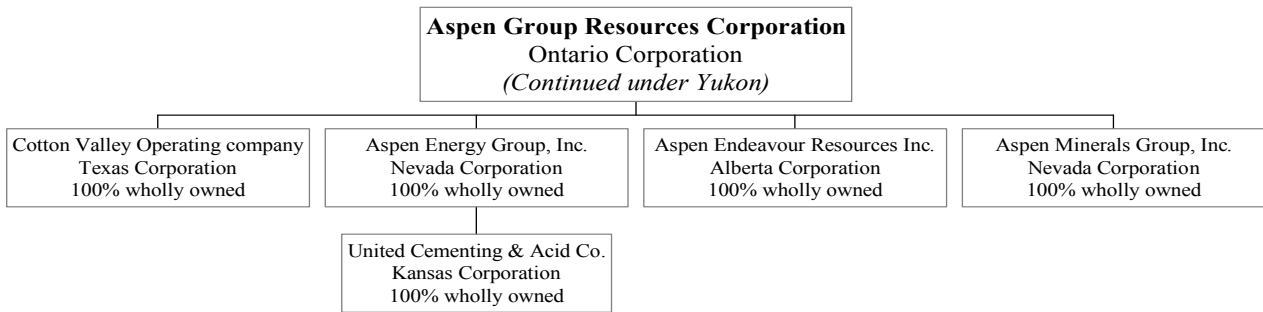 Aspen Group Resources Corporation
Ontario Corporation
(Continued under Yukon)
Cotton Valley Operating company
Texas Corporation
100% wholly owned
Aspen Energy Group, Inc.
Nevada Corporation
100% wholly owned
Aspen Endeavour Resources Inc.
Alberta Corporation
100% wholly owned
Aspen Minerals Group, Inc.
Nevada Corporation
100% wholly owned
United Cementing & Acid Co.
Kansas Corporation
100% wholly owned